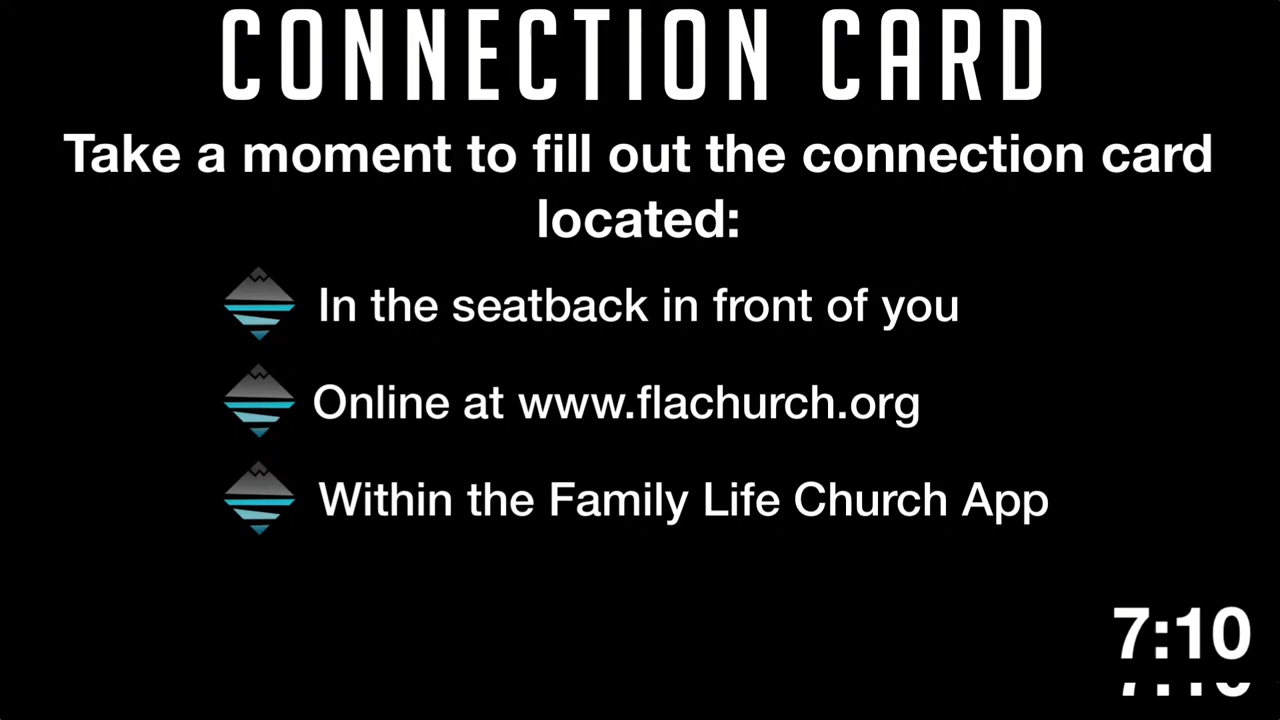 CONNECTION CARD
Take a moment to fill out the connection card
located:
In the seatback in front of you
Online at www.flachurch.org
Within the Family Life Church App
7:10